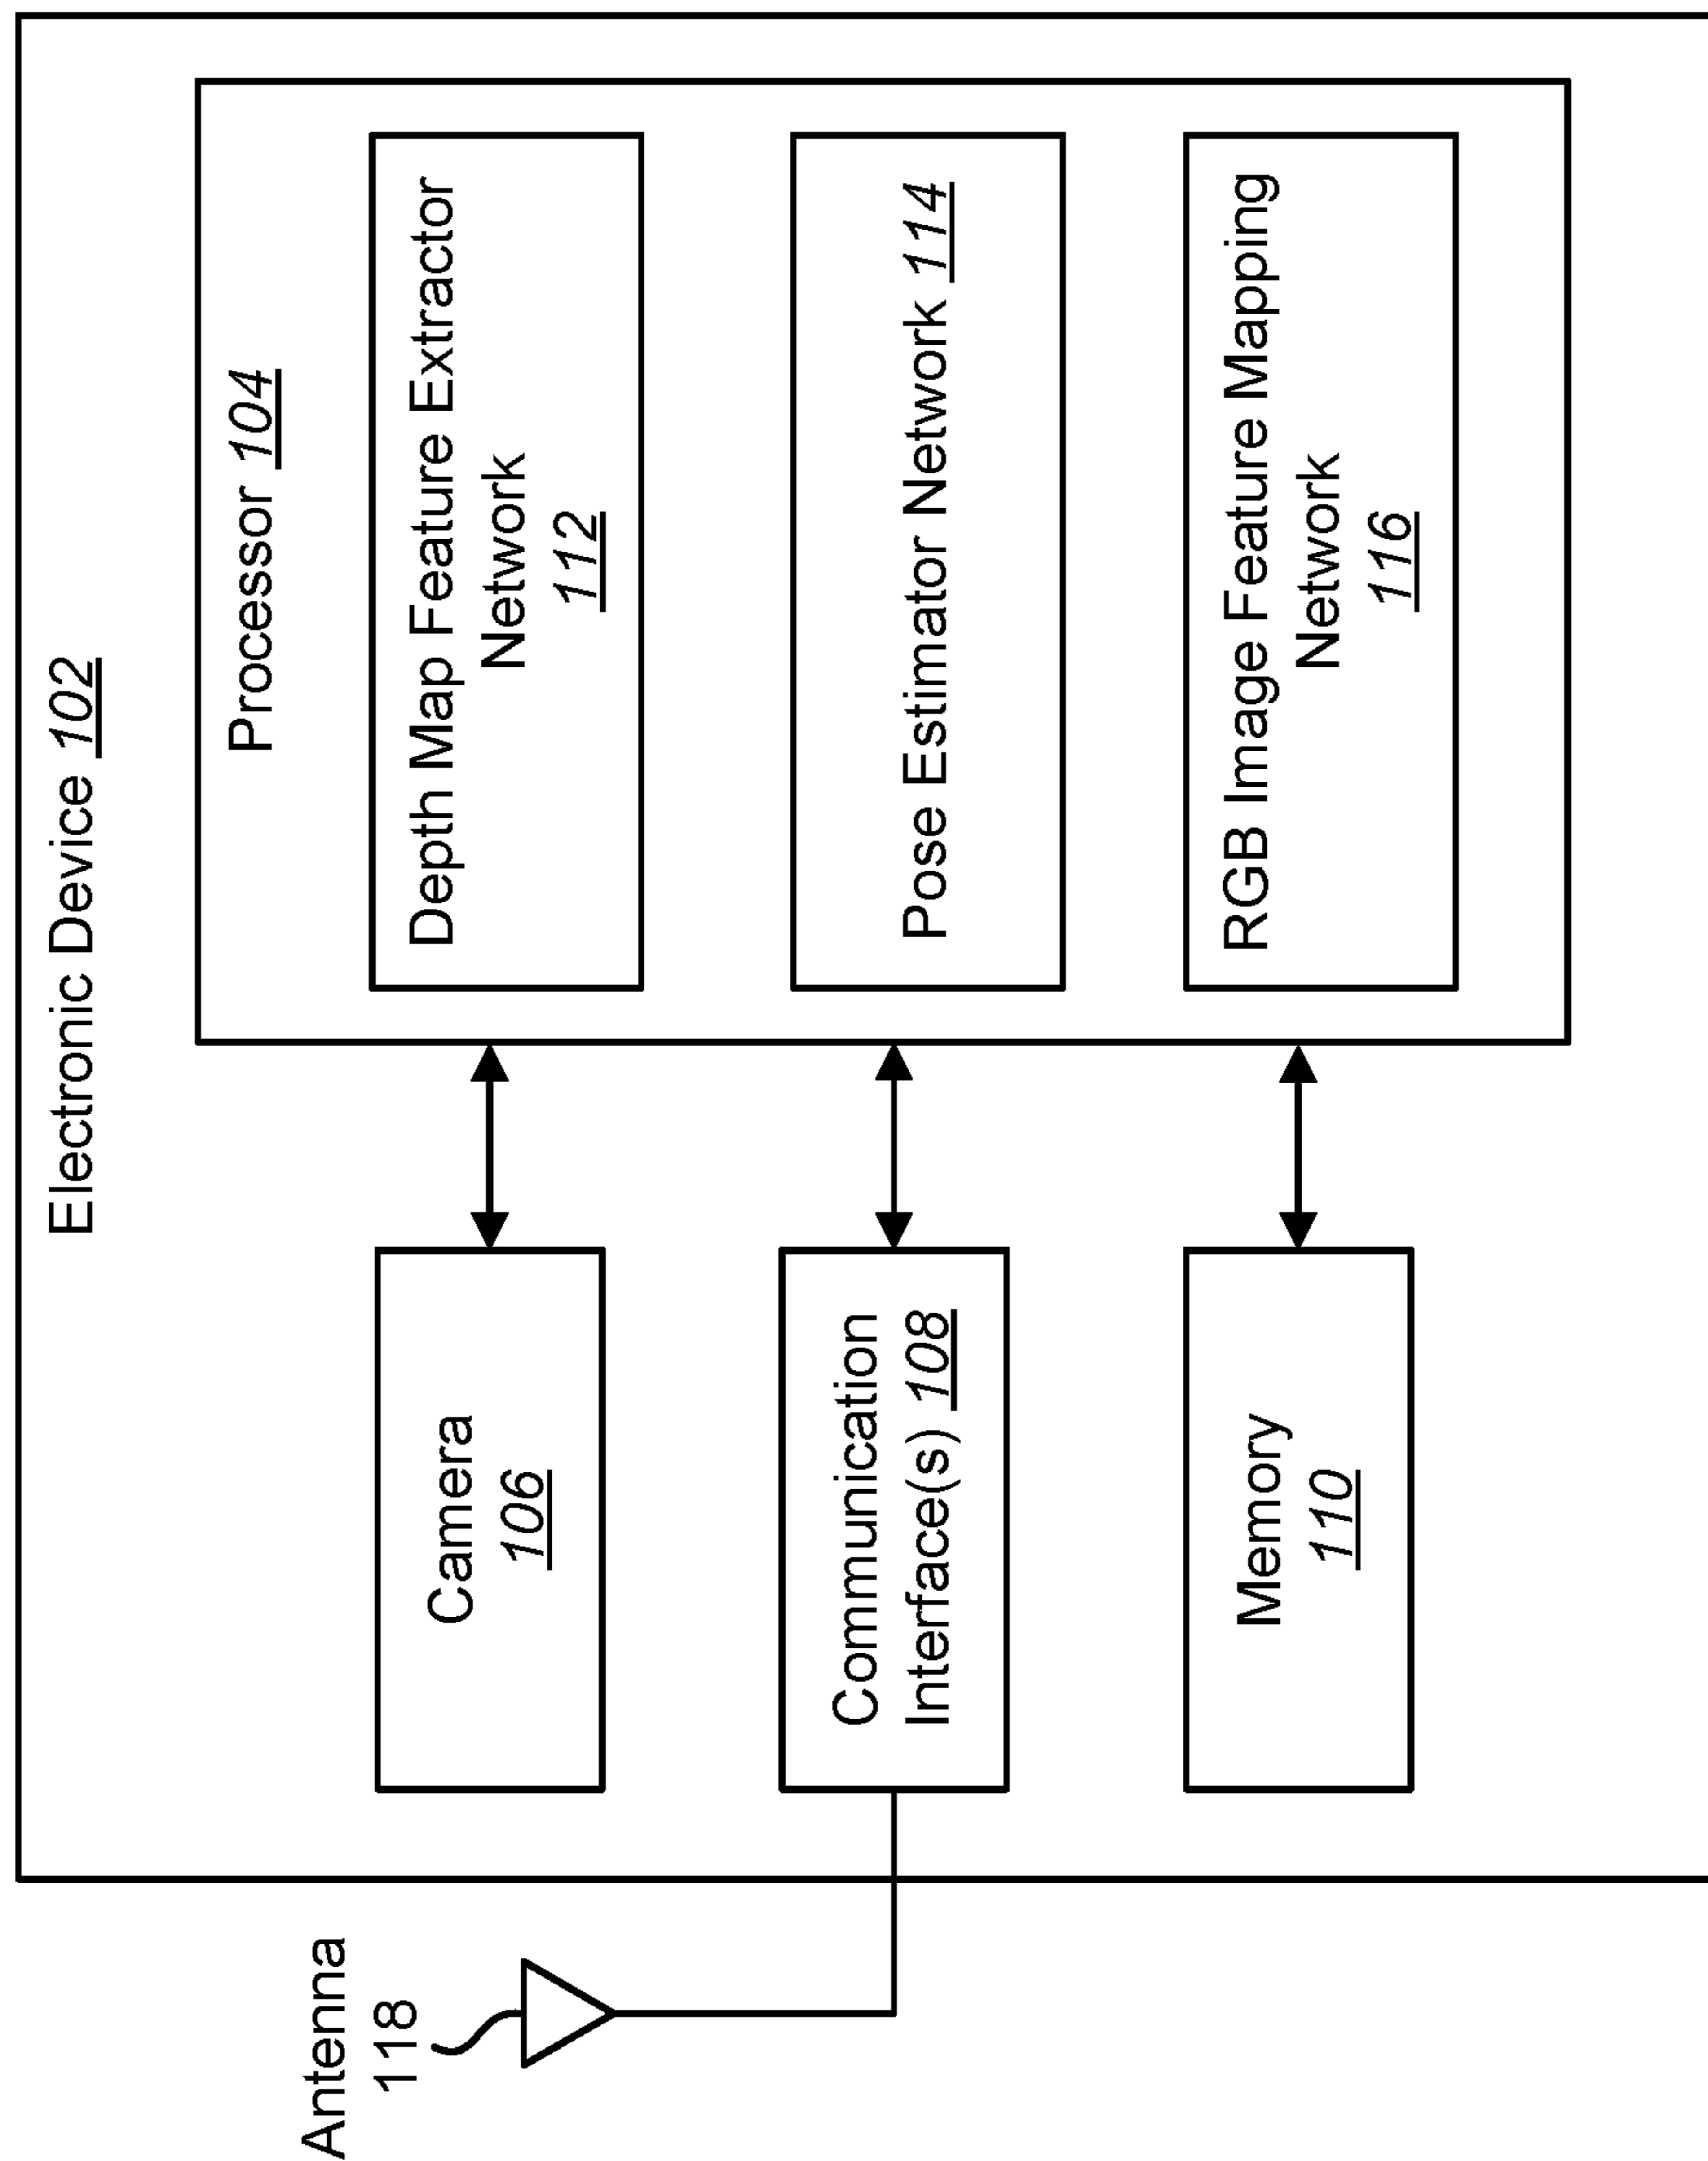 Electronic Device 102
Antenna
118
Camera
106
Communication
Interface(s) 108
Memory
110
Processor 104
Depth Map Feature Extractor
Network
112
Pose Estimator Network 114
RGB Image Feature Mapping
Network
116